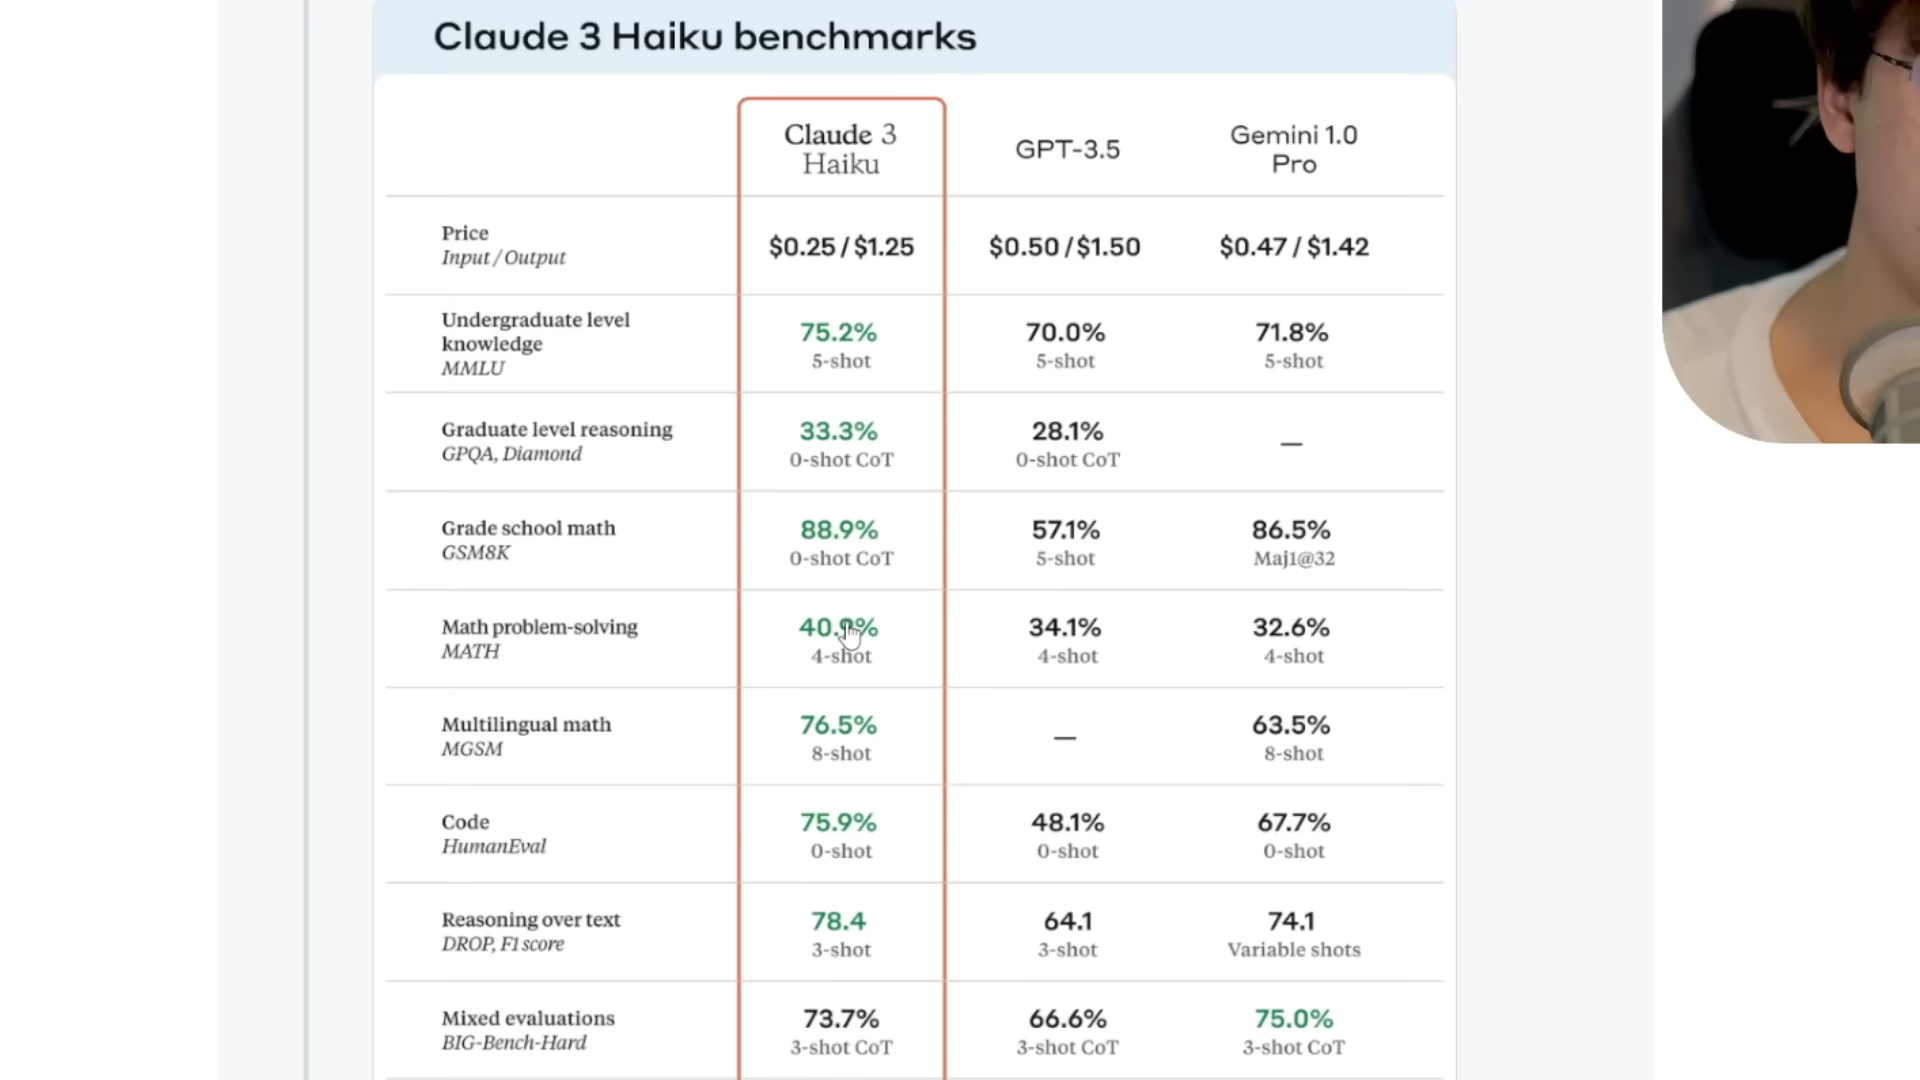 Claude 3 Haiku benchmarks
Claude 3 Haiku GPT-3.5 Gemini 1.0 Pro
Price
Input / Output
$0.25 / $1.25 $0.50 / $1.50 $0.47 / $1.42
Undergraduate level
knowledge
MMLU
75.2% 70.0% 71.8%
5-shot 5-shot 5-shot
Graduate level reasoning
GPQA, Diamond
33.3% 28.1% —
0-shot CoT 0-shot CoT
Grade school math
GSM8K
88.9% 57.1% 86.5%
0-shot CoT 5-shot Maj1@32
Math problem-solving
MATH
34.1% 32.6%
4-shot 4-shot 4-shot
Multilingual math
MGSM
76.5% — 63.5%
8-shot 8-shot
Code
HumanEval
75.9% 48.1% 67.7%
0-shot 0-shot 0-shot
Reasoning over text
DROP, F1 score
78.4 64.1 74.1
3-shot 3-shot Variable shots
Mixed evaluations
BIG-Bench-Hard
73.7% 66.6% 75.0%
3-shot CoT 3-shot CoT 3-shot CoT